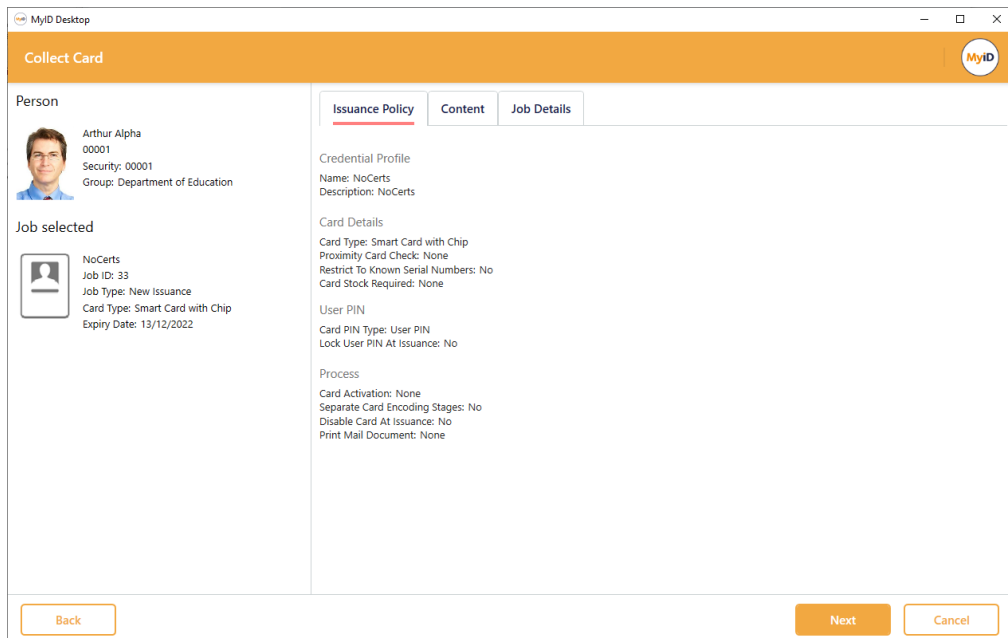 MyID Desktop
Collect Card
MyID
Person
Arthur Alpha
00001
Security: 00001
Group: Department of Education
Job selected
NoCerts
Job ID: 33
Job Type: New Issuance
Card Type: Smart Card with Chip
Expiry Date: 13/12/2022
Issuance Policy
Content
Job Details
Credential Profile
Name: NoCerts
Description: NoCerts
Card Details
Card Type: Smart Card with Chip
Proximity Card Check: None
Restrict To Known Serial Numbers: No
Card Stock Required: None
User PIN
Card PIN Type: User PIN
Lock User PIN At Issuance: No
Process
Card Activation: None
Separate Card Encoding Stages: No
Disable Card At Issuance: No
Print Mail Document: None
Back
Next
Cancel